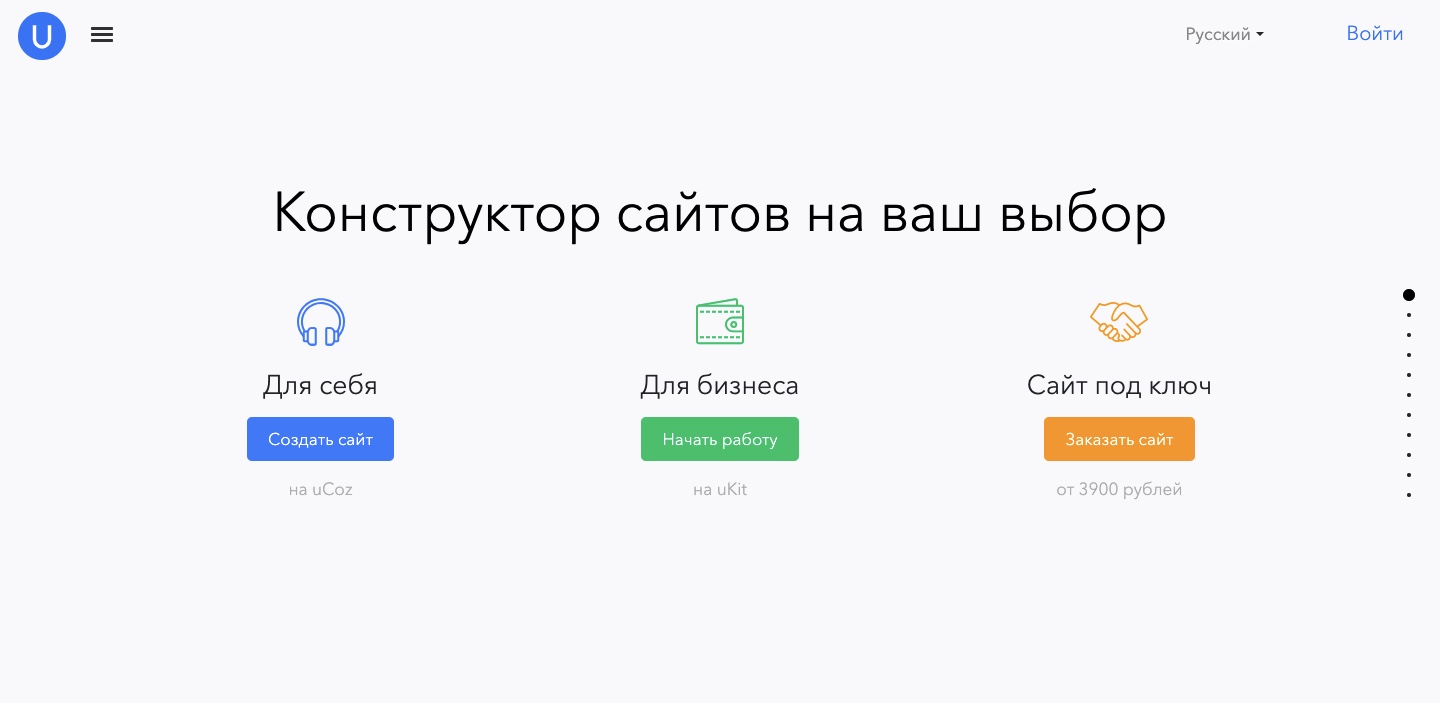 U
Русский
Войти
Конструктор сайтов на ваш выбор
Для себя
Создать сайт
на uCoz
Для бизнеса
Начать работу
на uKit
Сайт под ключ
Заказать сайт
от 3900 рублей